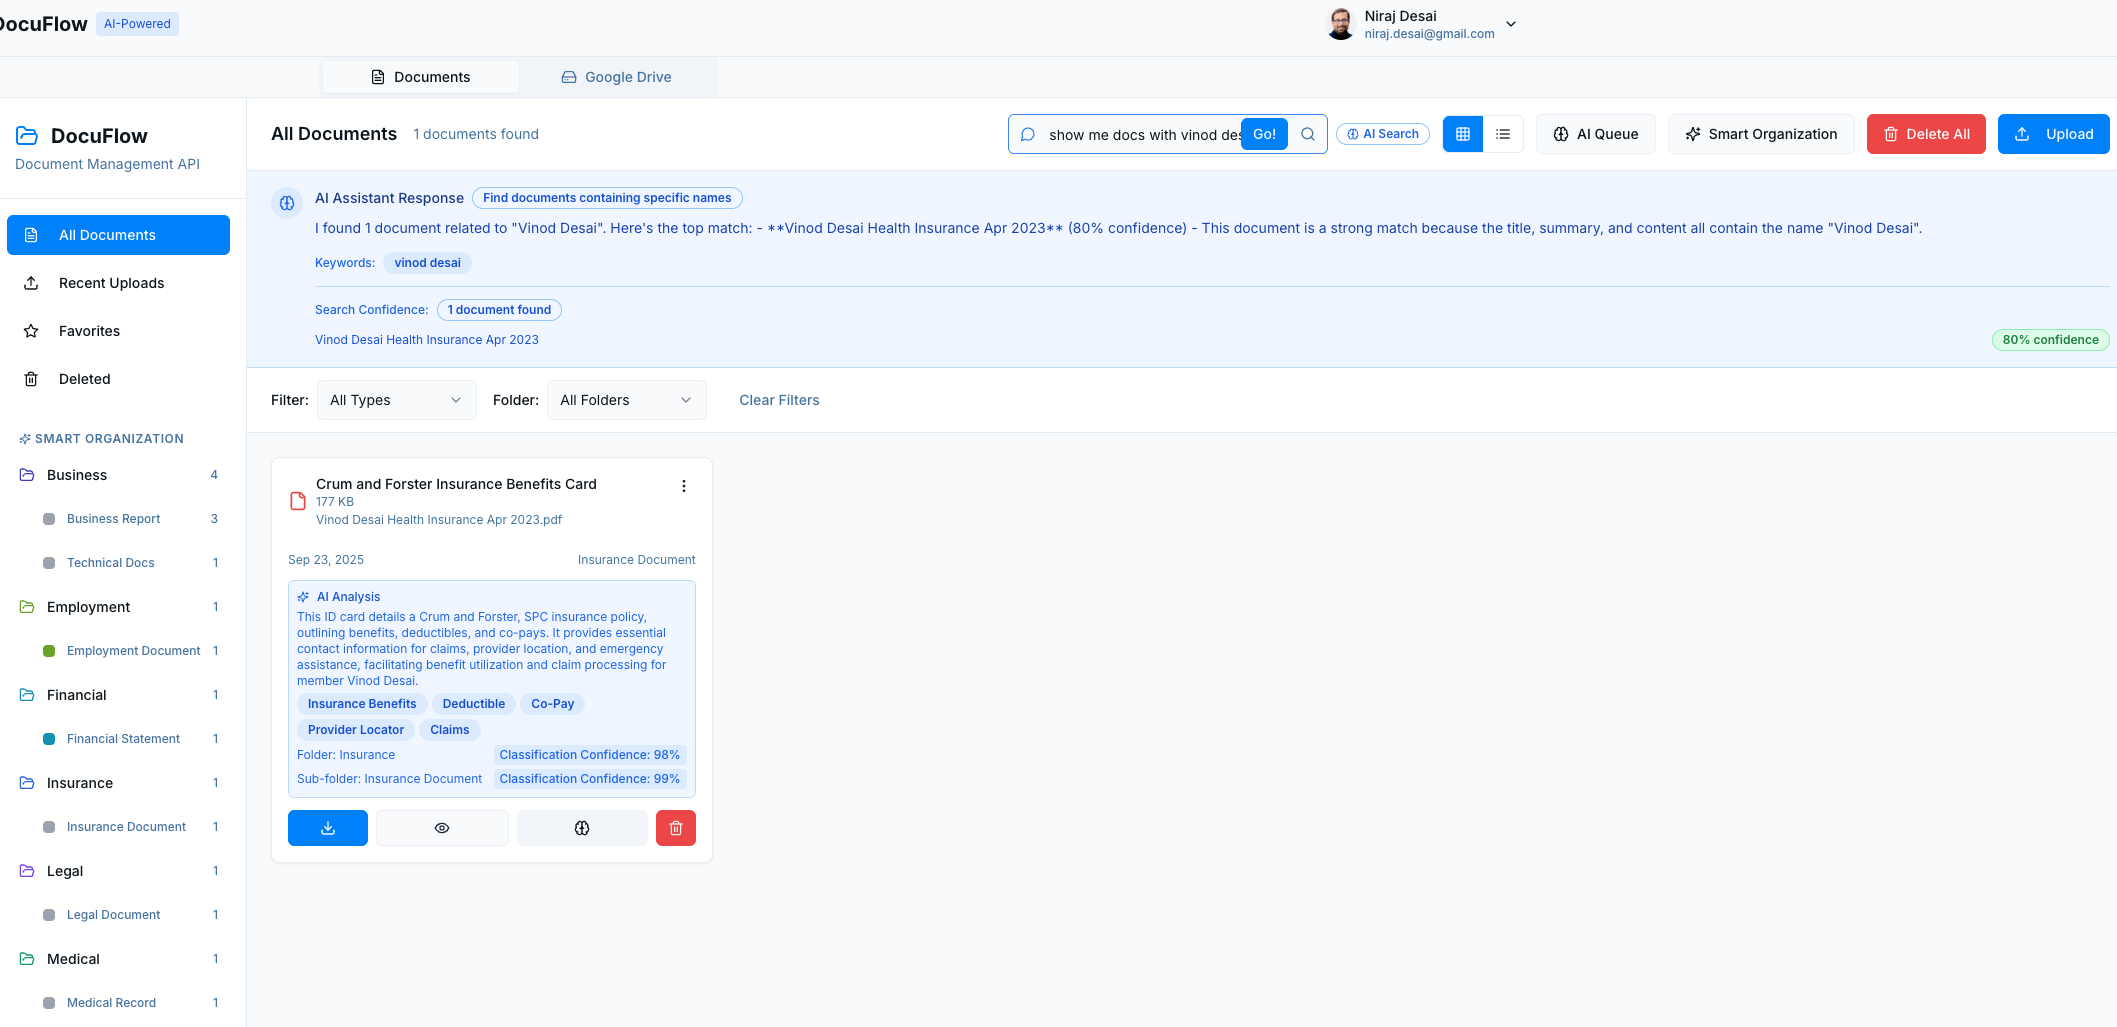 DocuFlow AI-Powered
Niraj Desai
niraj.desai@gmail.com
Documents Google Drive
DocuFlow
Document Management API
All Documents 1 documents found
show me docs with vinod des Go! AI Search AI Queue Smart Organization Delete All Upload
AI Assistant Response Find documents containing specific names
I found 1 document related to "Vinod Desai". Here's the top match: - **Vinod Desai Health Insurance Apr 2023** (80% confidence) - This document is a strong match because the title, summary, and content all contain the name "Vinod Desai".
Keywords: vinod desai
Search Confidence: 1 document found
Vinod Desai Health Insurance Apr 2023 80% confidence
Filter: All Types Folder: All Folders Clear Filters
All Documents
Recent Uploads
Favorites
Deleted
SMART ORGANIZATION
Business 4
Business Report 3
Technical Docs 1
Employment 1
Employment Document 1
Financial 1
Financial Statement 1
Insurance 1
Insurance Document 1
Legal 1
Legal Document 1
Medical 1
Medical Record 1
Crum and Forster Insurance Benefits Card
177 KB
Vinod Desai Health Insurance Apr 2023.pdf
Sep 23, 2025 Insurance Document
AI Analysis
This ID card details a Crum and Forster, SPC insurance policy,
outlining benefits, deductibles, and co-pays. It provides essential
contact information for claims, provider location, and emergency
assistance, facilitating benefit utilization and claim processing for
member Vinod Desai.
Insurance Benefits Deductible Co-Pay
Provider Locator Claims
Folder: Insurance Classification Confidence: 98%
Sub-folder: Insurance Document Classification Confidence: 99%